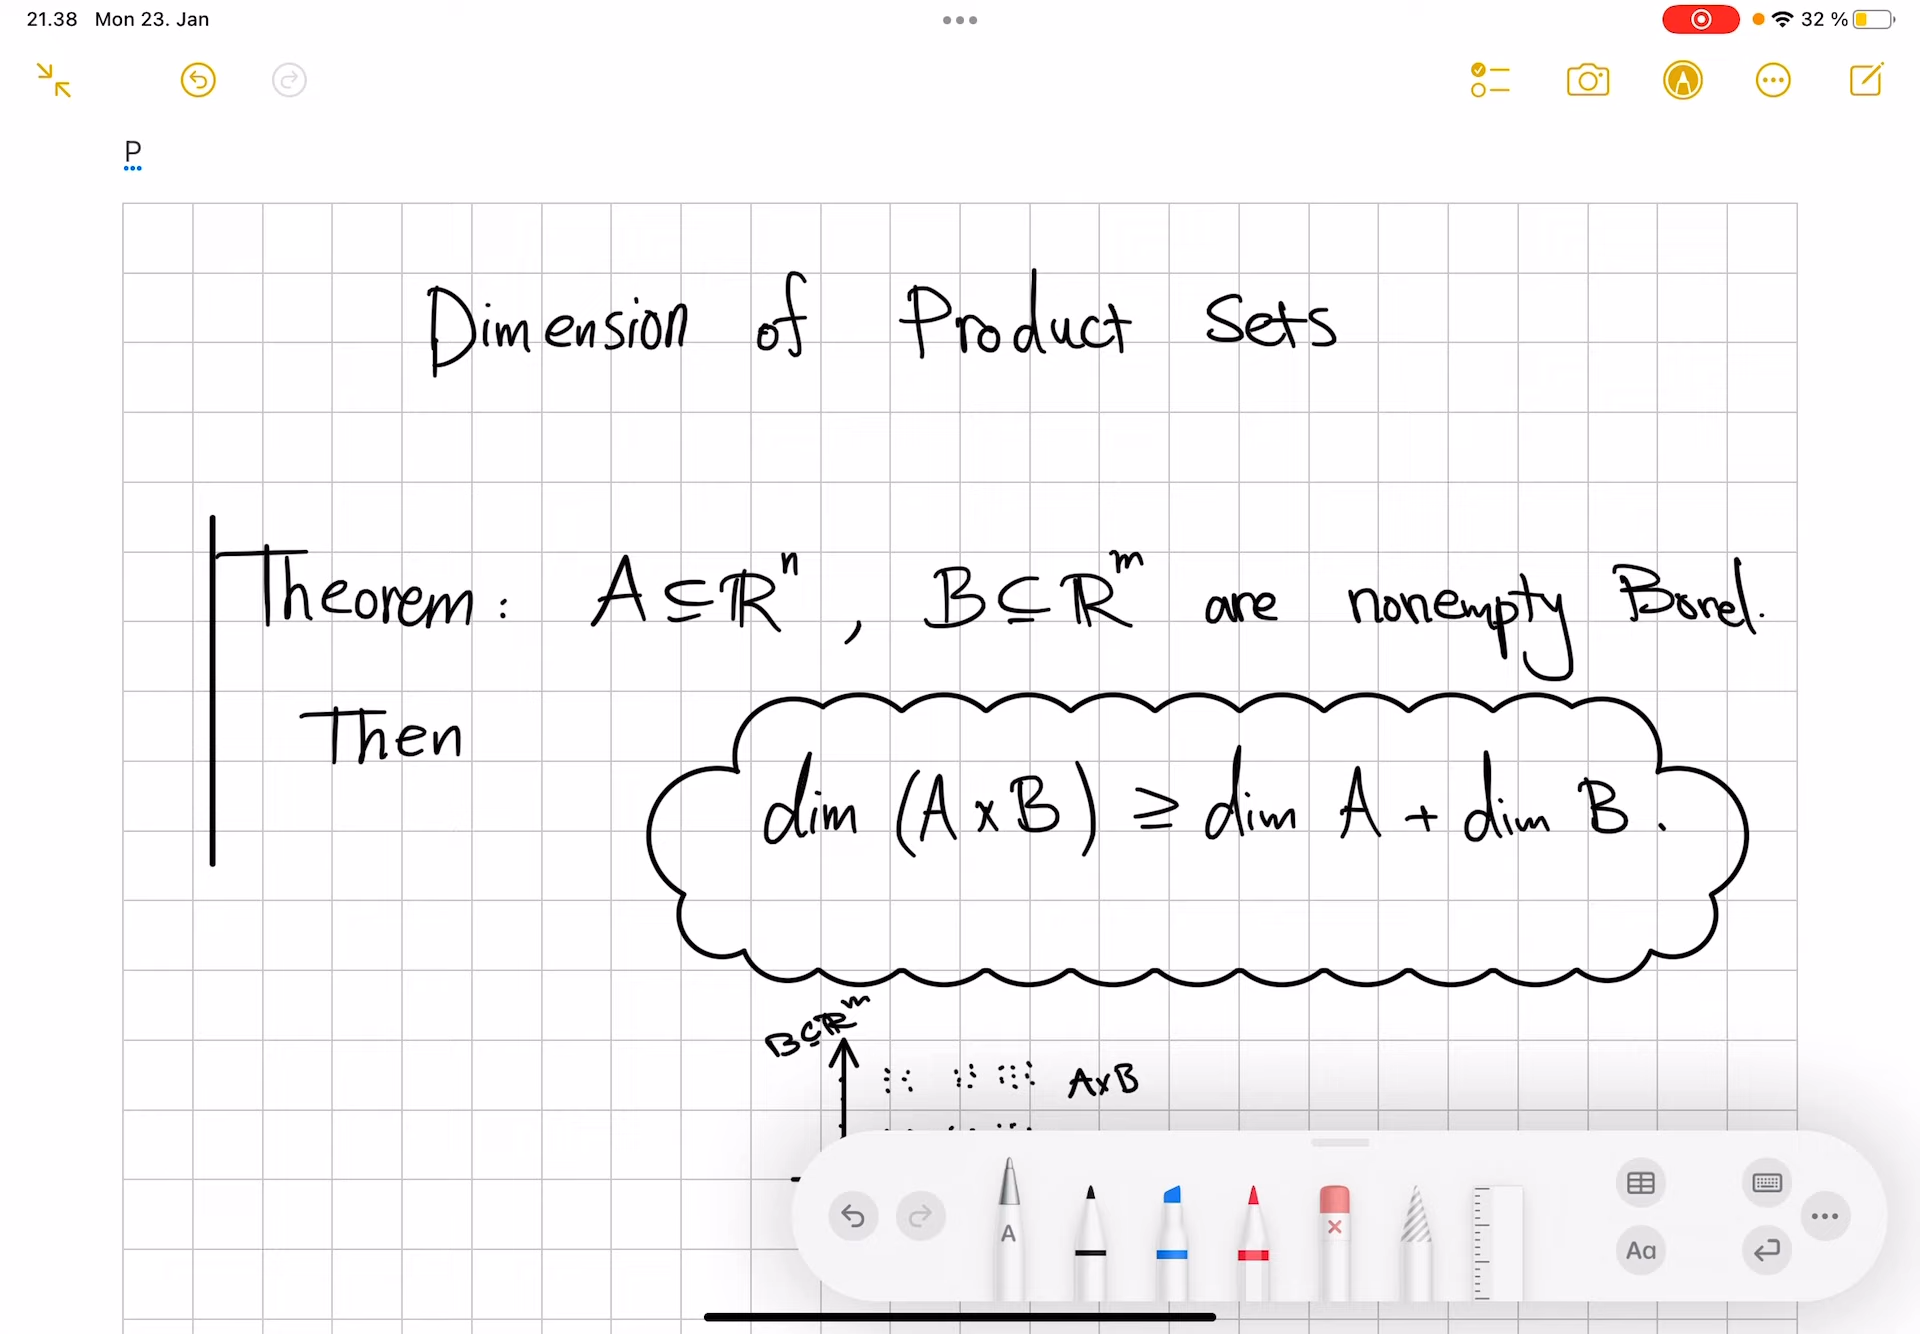 21.38 Mon 23. Jan
32 %
P
Dimension of Product Sets
Theorem: A ⊆ ℝⁿ, B ⊆ ℝᵐ are nonempty Borel.
Then
dim (A × B) ≥ dim A + dim B.
B ⊆ ℝᵐ
A×B
A
Aa